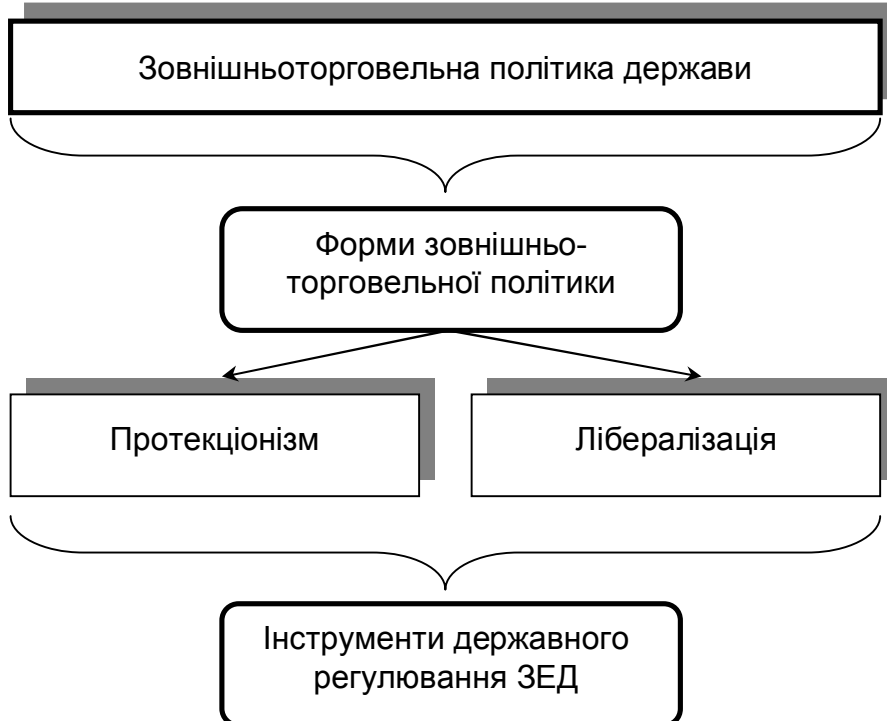 Зовнішньоторговельна політика держави
Форми зовнішньо-
торговельної політики
Протекціонізм
Лібералізація
Інструменти державного
регулювання ЗЕД